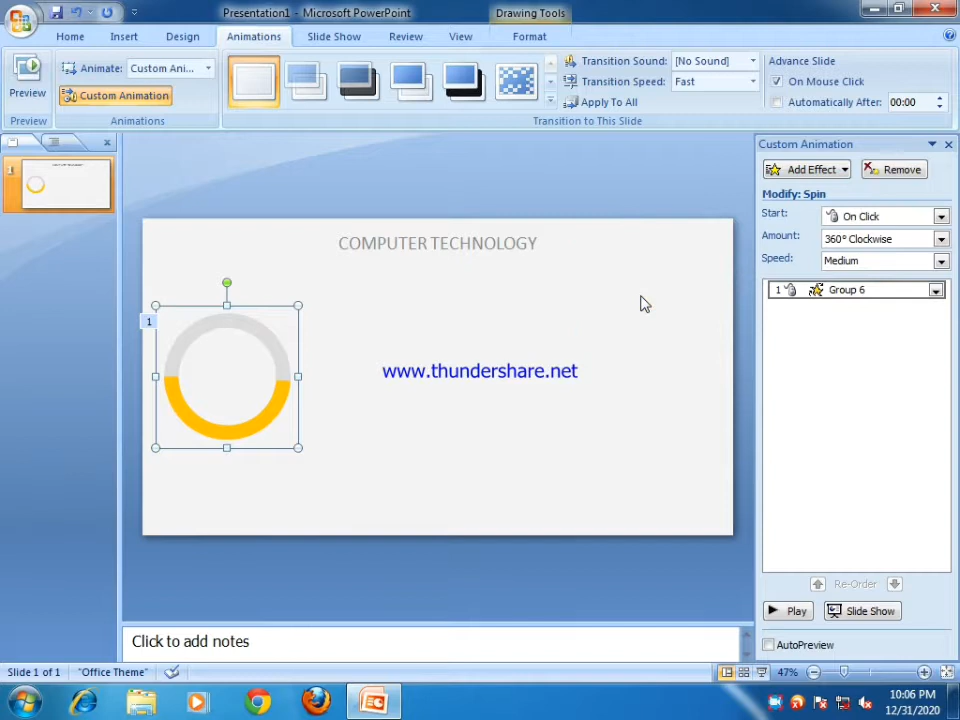 Presentation1 - Microsoft PowerPoint
Drawing Tools
Home
Insert
Design
Animations
Slide Show
Review
View
Format
Preview
Preview
Animate:
Custom Ani...
Custom Animation
Animations
Transition Sound:
[No Sound]
Transition Speed:
Fast
Apply To All
Transition to This Slide
Advance Slide
On Mouse Click
Automatically After:
00:00
1
COMPUTER TECHNOLOGY
1
www.thundershare.net
Click to add notes
Custom Animation
Add Effect
Remove
Modify: Spin
Start:
On Click
Amount:
360° Clockwise
Speed:
Medium
1
Group 6
Re-Order
Play
Slide Show
AutoPreview
Slide 1 of 1
"Office Theme"
47%
10:06 PM
12/31/2020